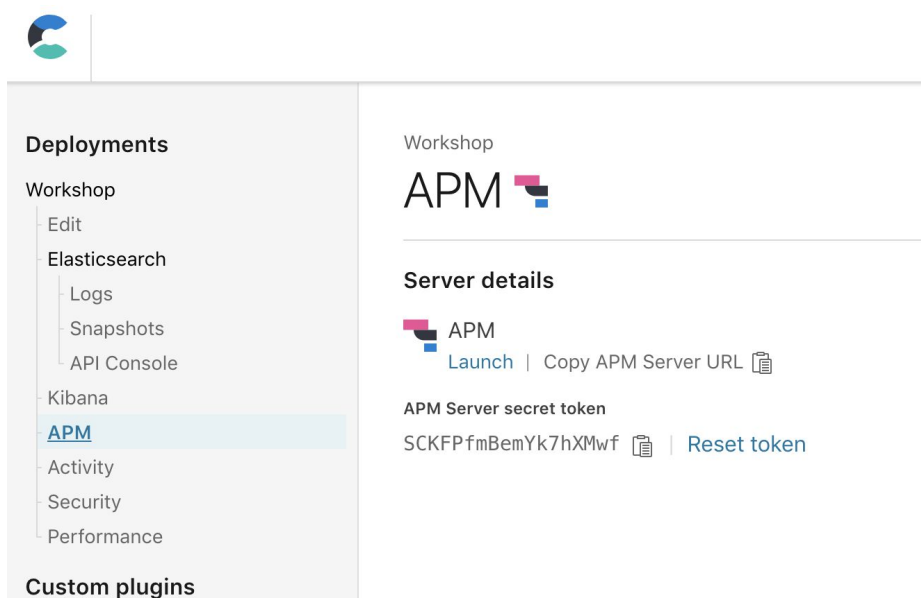 Deployments
Workshop
Edit
Elasticsearch
Logs
Snapshots
API Console
Kibana
APM
Activity
Security
Performance
Custom plugins
Workshop
APM
Server details
APM
Launch | Copy APM Server URL
APM Server secret token
SCKFPfmBemYk7hXMwf | Reset token